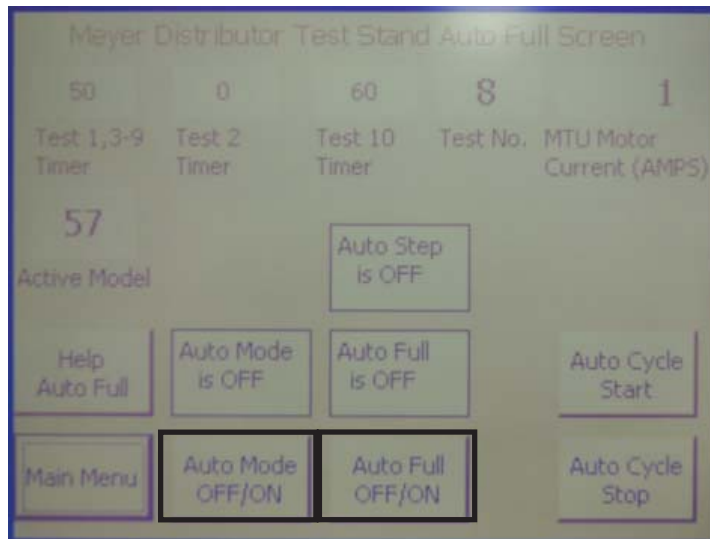 Meyer Distributor Test Stand Auto Full Screen
50 0 60 8 1
Test 1,3-9 Test 2 Test 10 Test No. MTU Motor
Timer Timer Timer Current (AMPS)
57
Active Model
Auto Step
is OFF
Help
Auto Full
Auto Mode
is OFF
Auto Full
is OFF
Auto Cycle
Start
Main Menu
Auto Mode
OFF/ON
Auto Full
OFF/ON
Auto Cycle
Stop